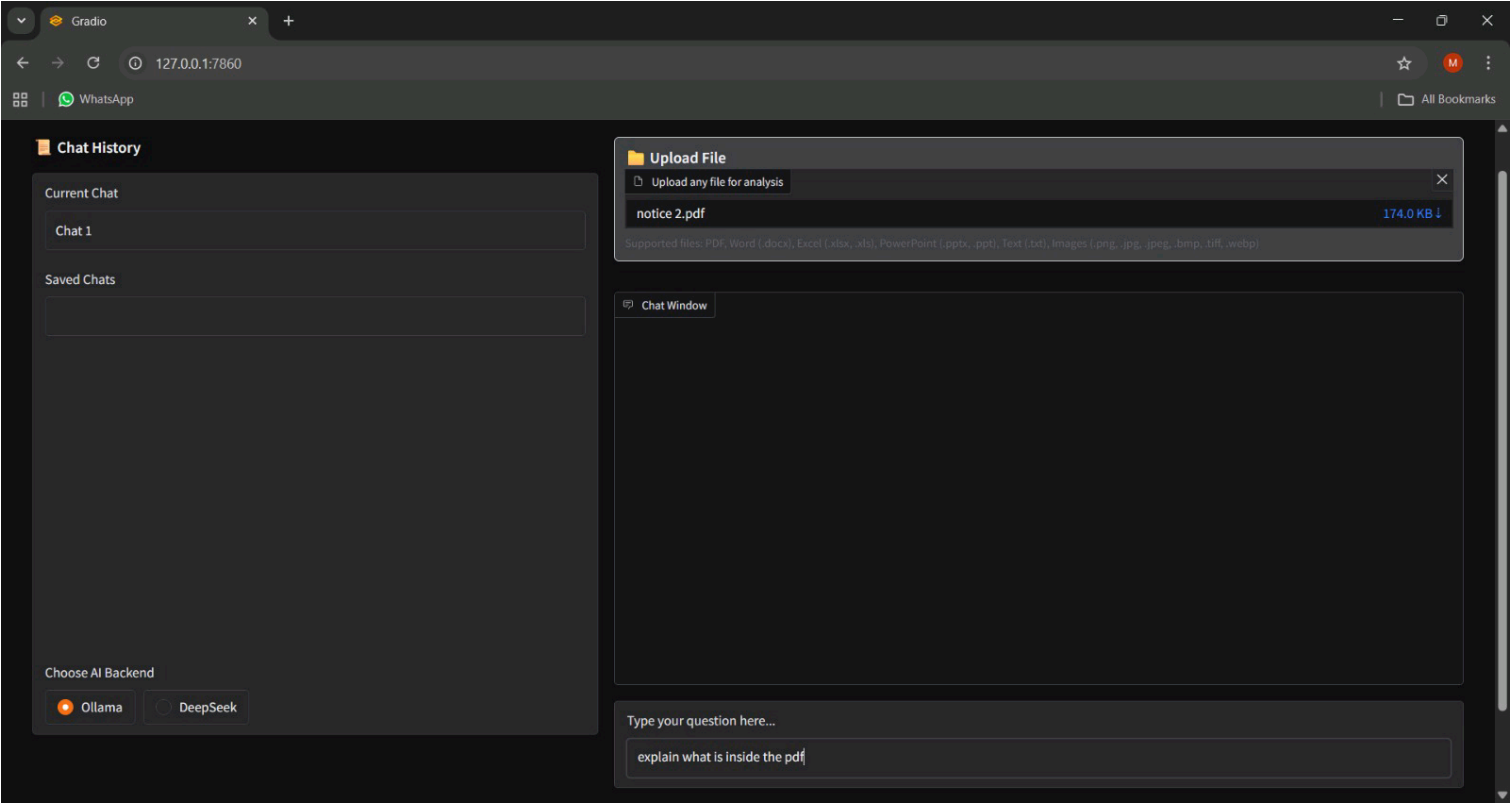 Gradio
127.0.0.1:7860
M
WhatsApp
All Bookmarks
Chat History
Current Chat
Chat 1
Saved Chats
Choose AI Backend
Ollama
DeepSeek
Upload File
Upload any file for analysis
notice 2.pdf
174.0 KB ↓
Supported files: PDF, Word (.docx), Excel (.xlsx, .xls), PowerPoint (.pptx, .ppt), Text (.txt), Images (.png, .jpg, .jpeg, .bmp, .tiff, .webp)
Chat Window
Type your question here...
explain what is inside the pdf